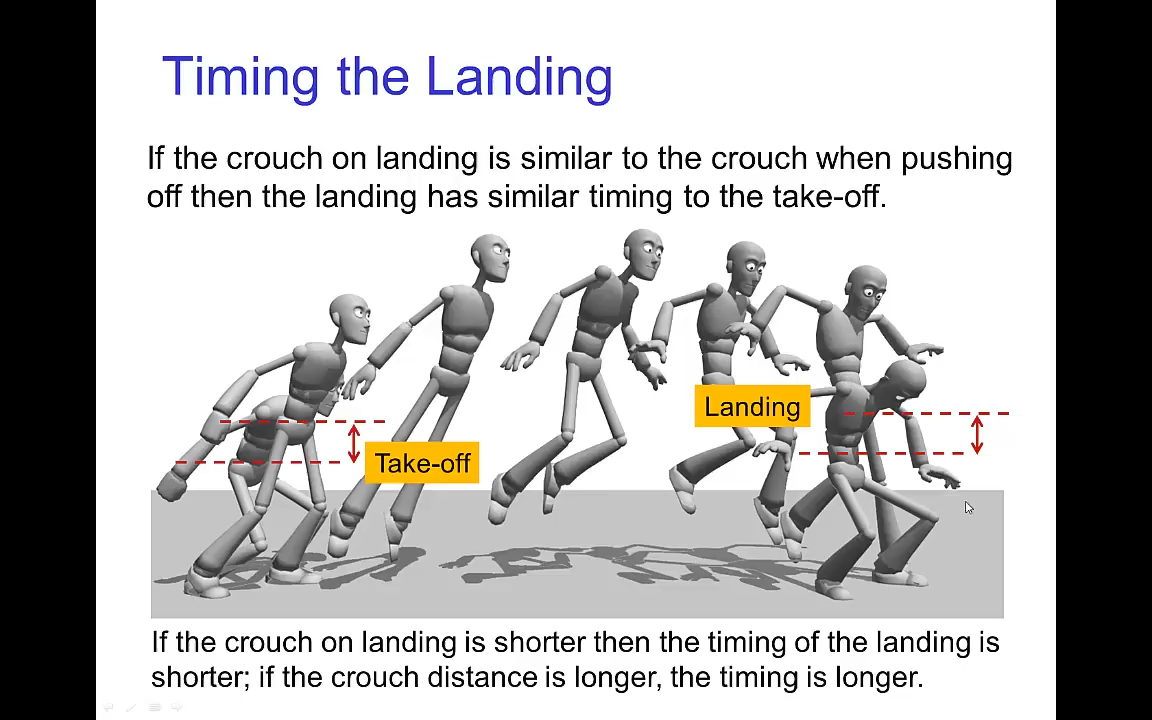 Timing the Landing
If the crouch on landing is similar to the crouch when pushing
off then the landing has similar timing to the take-off.
Landing
Take-off
If the crouch on landing is shorter then the timing of the landing is
shorter; if the crouch distance is longer, the timing is longer.